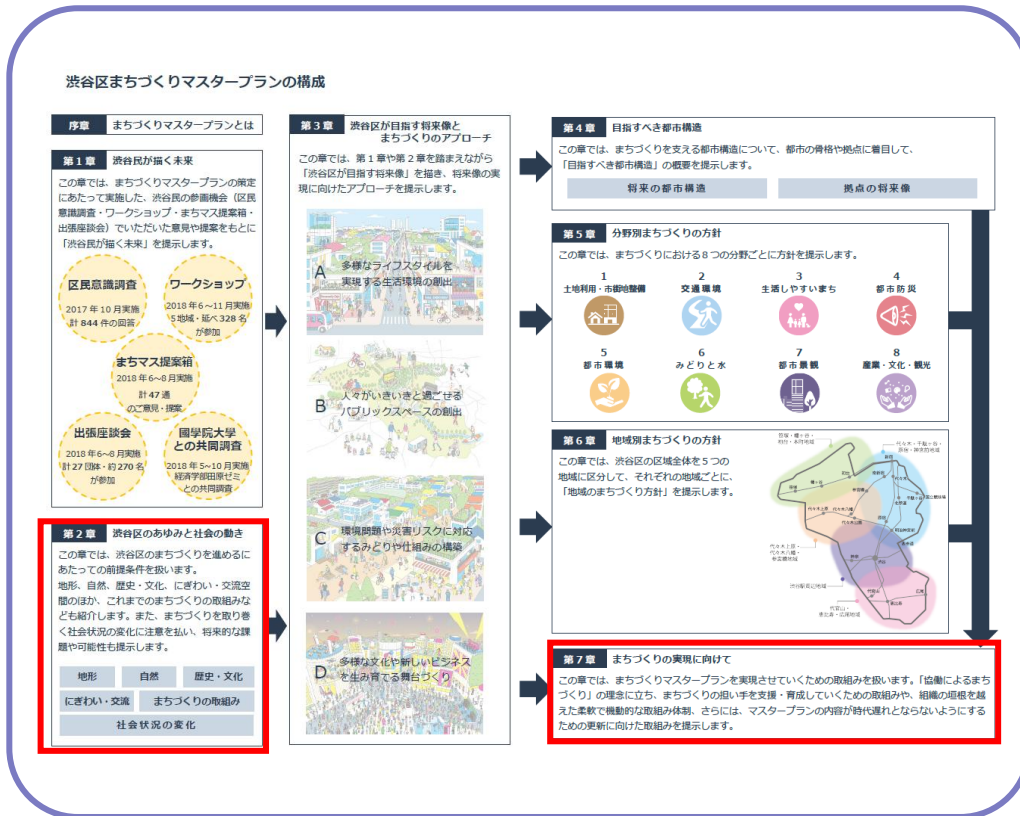 渋谷区まちづくりマスタープランの構成
序章 まちづくりマスタープランとは
第1章 渋谷民が描く未来
この章では、まちづくりマスタープランの策定
にあたって実施した、渋谷民の参画機会（区民
意識調査・ワークショップ・まちマス提案箱・
出張座談会）でいただいた意見や提案をもとに
「渋谷民が描く未来」を提示します。
区民意識調査
2017年10月実施
計844件の回答
ワークショップ
2018年6～11月実施
5地域・延べ328名
が参加
まちマス提案箱
2018年6～8月実施
計47通
のご意見・提案
出張座談会
2018年6～8月実施
計27団体・約270名
が参加
國學院大学
との共同調査
2018年5～10月実施
経済学部田原ゼミ
との共同調査
第2章 渋谷区のあゆみと社会の動き
この章では、渋谷区のまちづくりを進めるに
あたっての前提条件を扱います。
地形、自然、歴史・文化、にぎわい・交流空
間のほか、これまでのまちづくりの取組みな
ども紹介します。また、まちづくりを取り巻
く社会状況の変化に注意を払い、将来的な課
題や可能性も提示します。
地形
自然
歴史・文化
にぎわい・交流
まちづくりの取組み
社会状況の変化
第3章 渋谷区が目指す将来像と
まちづくりのアプローチ
この章では、第1章や第2章を踏まえながら
「渋谷区が目指す将来像」を描き、将来像の実
現に向けたアプローチを提示します。
A 多様なライフスタイルを
実現する生活環境の創出
B 人々がいきいきと過ごせる
パブリックスペースの創出
C 環境問題や災害リスクに対応
するみどりや仕組みの構築
D 多様な文化や新しいビジネス
を生み育てる舞台づくり
第4章 目指すべき都市構造
この章では、まちづくりを支える都市構造について、都市の骨格や拠点に着目して、
「目指すべき都市構造」の概要を提示します。
将来の都市構造
拠点の将来像
第5章 分野別まちづくりの方針
この章では、まちづくりにおける8つの分野ごとに方針を提示します。
1
土地利用・市街地整備
2
交通環境
3
生活しやすいまち
4
都市防災
5
都市環境
6
みどりと水
7
都市景観
8
産業・文化・観光
第6章 地域別まちづくりの方針
この章では、渋谷区の区域全体を5つの
地域に区分して、それぞれの地域ごとに、
「地域のまちづくり方針」を提示します。
渋谷駅周辺地域
代官山・
恵比寿・広尾地域
第7章 まちづくりの実現に向けて
この章では、まちづくりマスタープランを実現させていくための取組みを扱います。「協働によるまち
づくり」の理念に立ち、まちづくりの担い手を支援・育成していくための取組みや、組織の垣根を越
えた柔軟で機動的な取組み体制、さらには、マスタープランの内容が時代遅れとならないようにする
ための更新に向けた取組みを提示します。